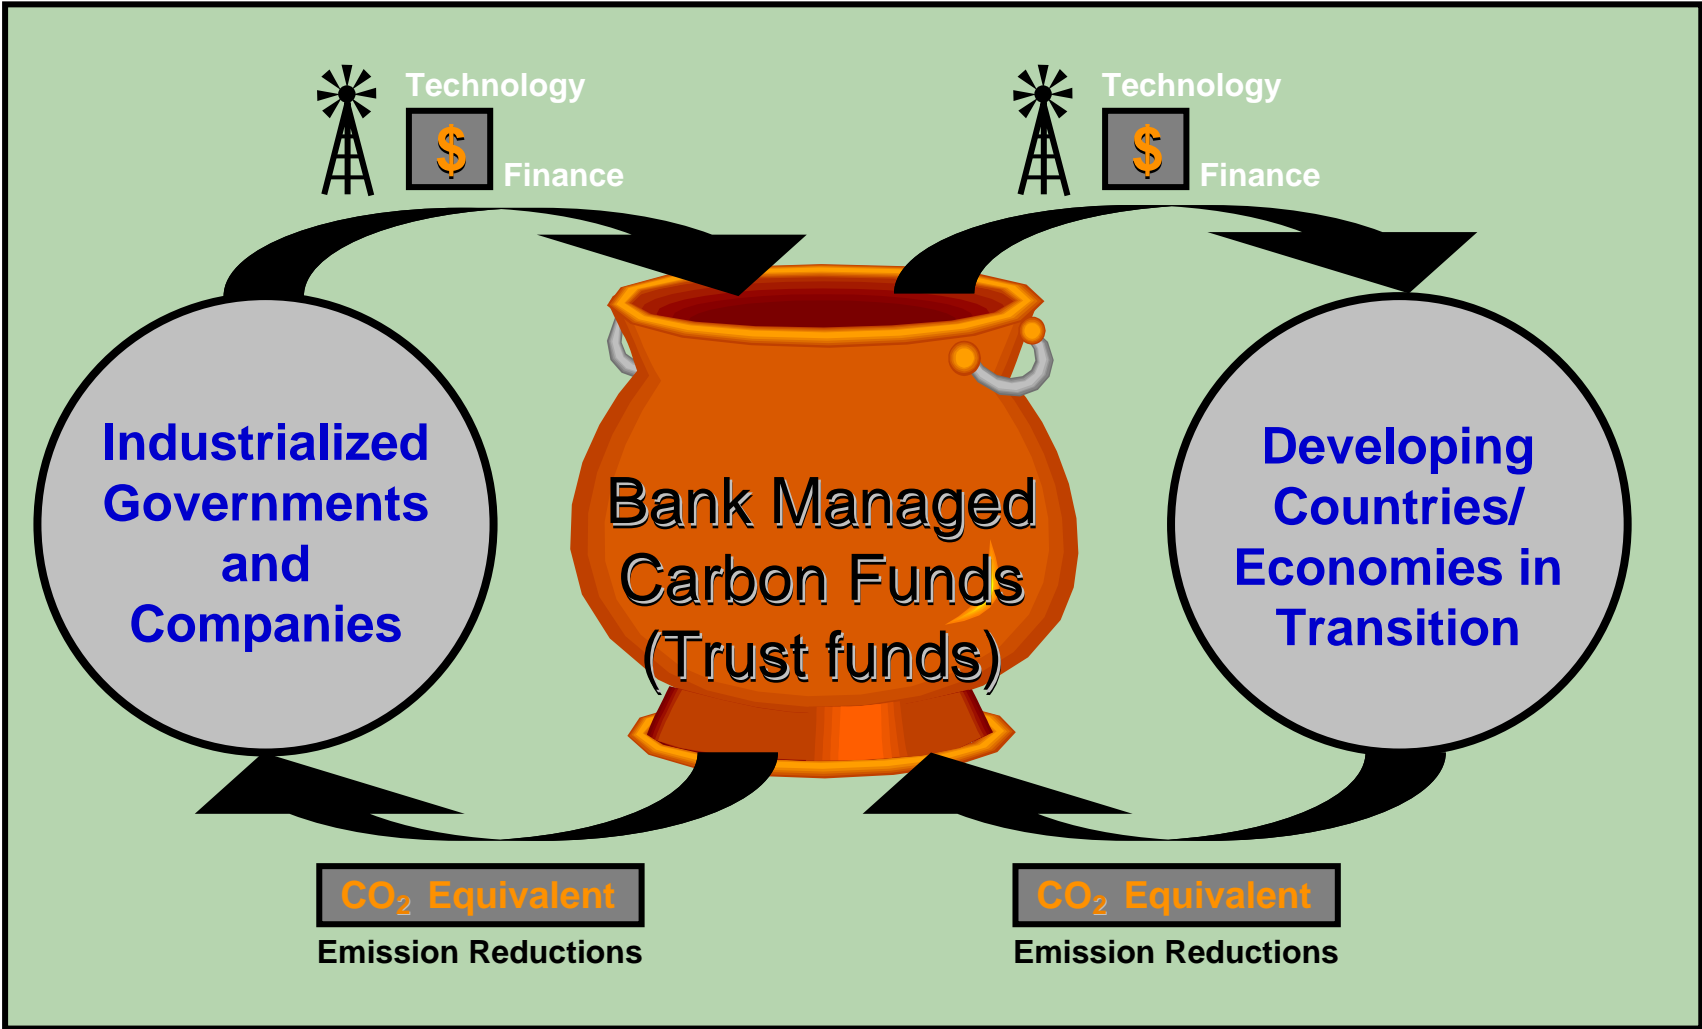 Technology
$
Finance
Technology
$
Finance
Industrialized
Governments
and
Companies
Bank Managed
Carbon Funds
(Trust funds)
Developing
Countries/
Economies in
Transition
CO₂ Equivalent
Emission Reductions
CO₂ Equivalent
Emission Reductions